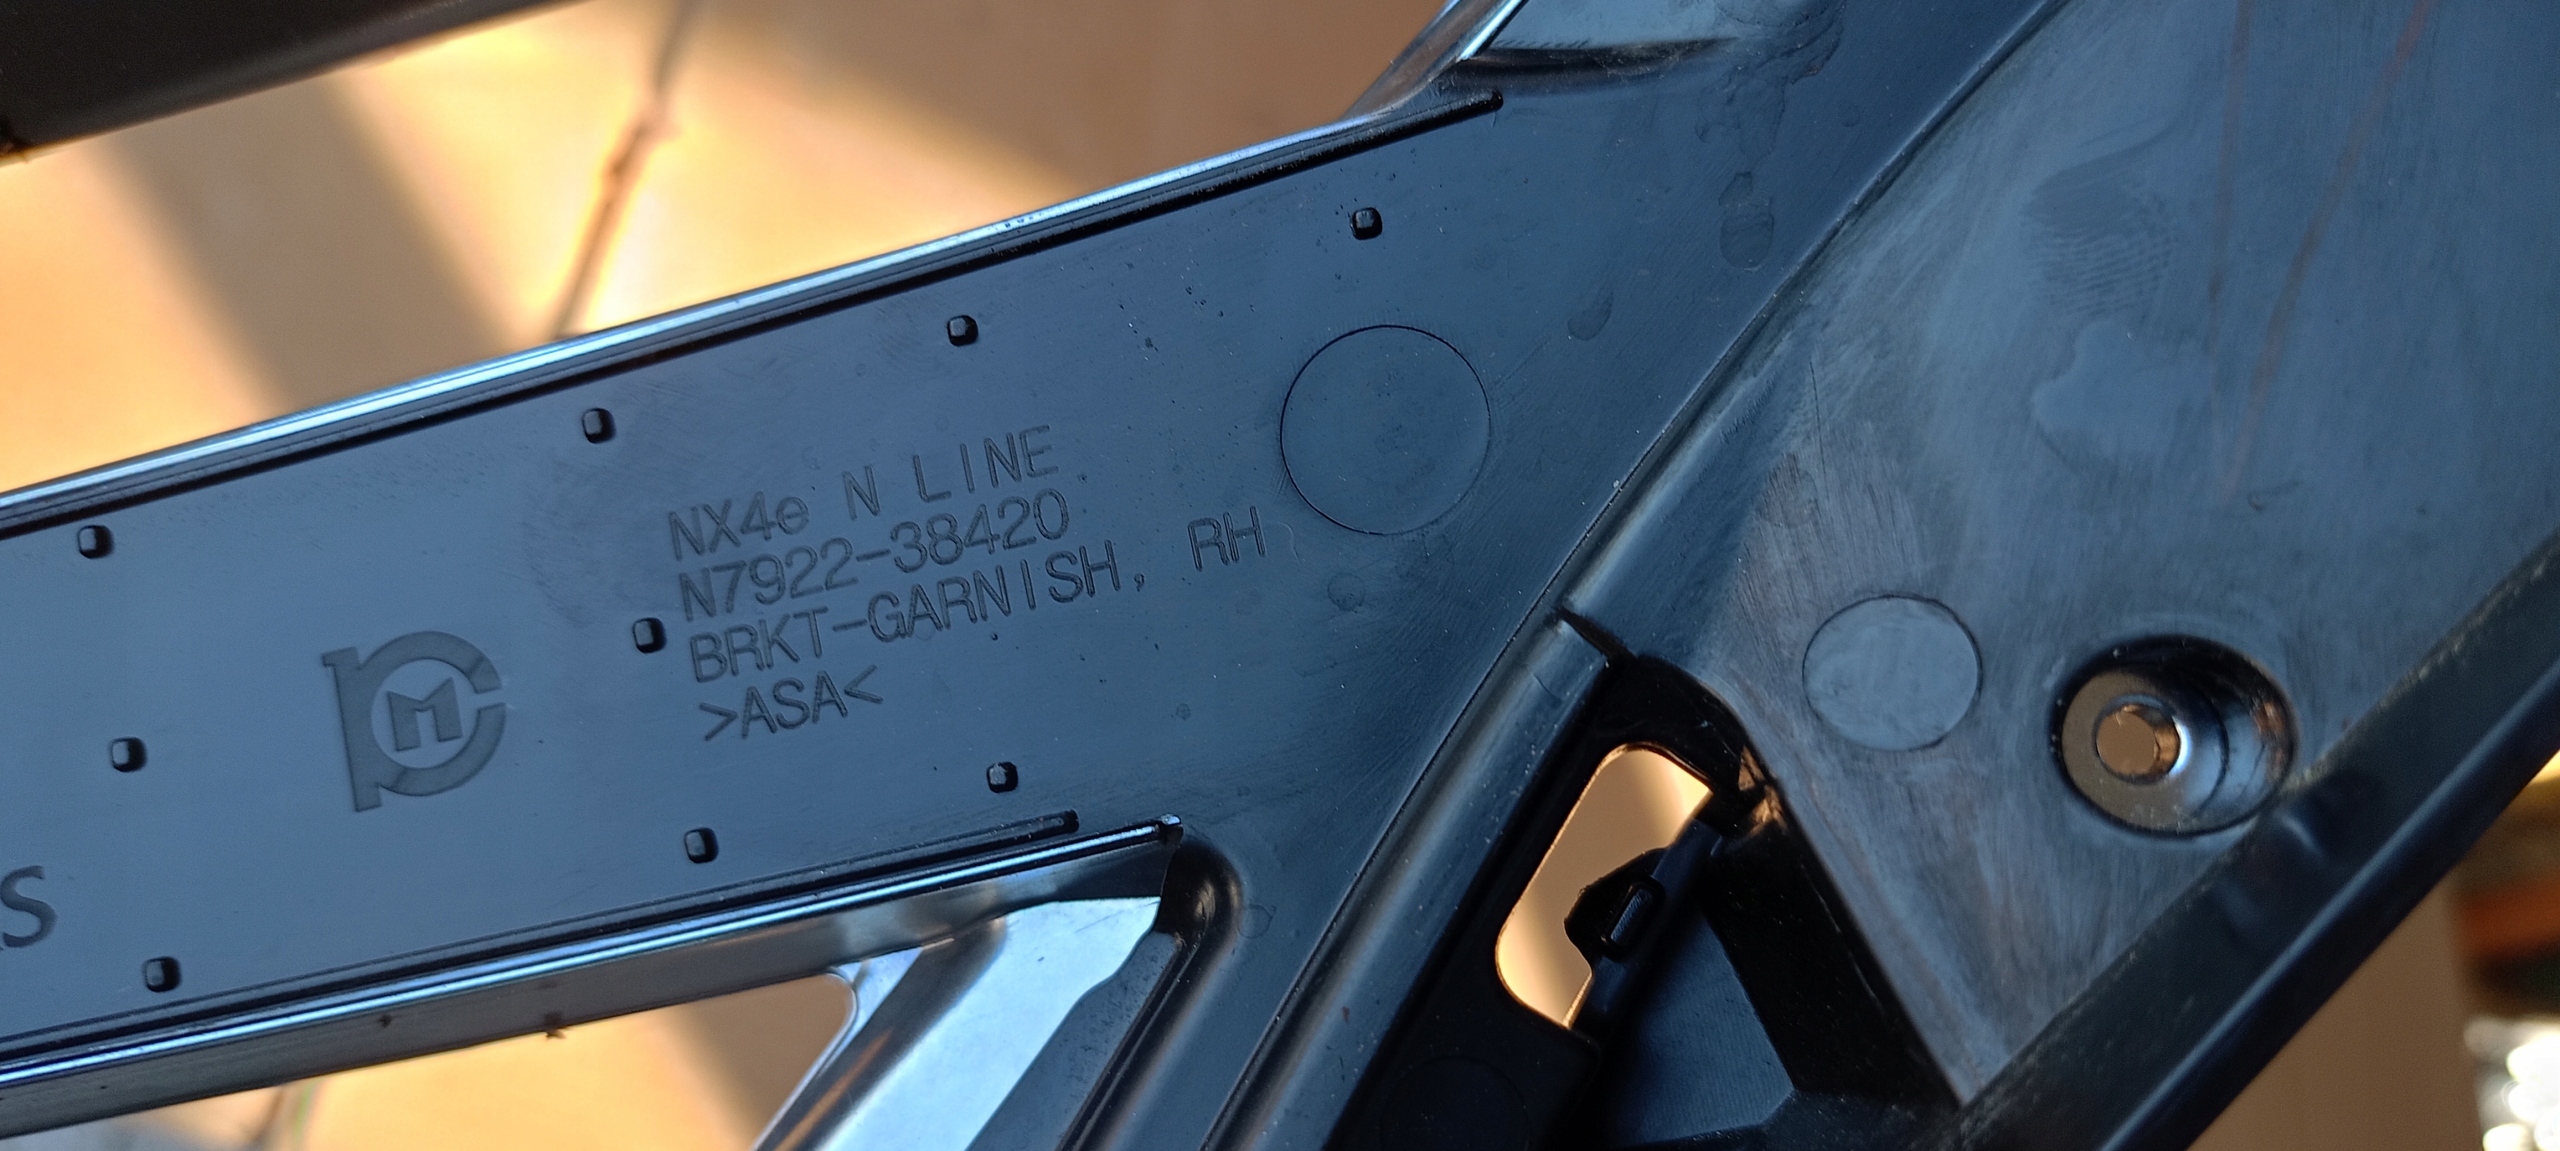 NX4e N LINE
N7922-38420
BRKT-GARNISH, RH
>ASA<
M
S